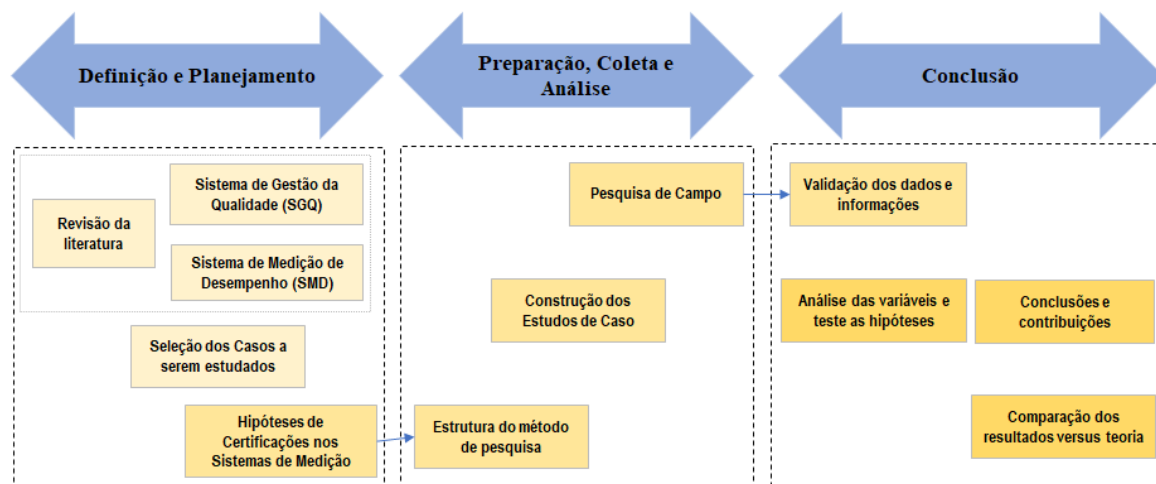 Definição e Planejamento
Preparação, Coleta e
Análise
Conclusão
Revisão da
literatura
Sistema de Gestão da
Qualidade (SGQ)
Sistema de Medição de
Desempenho (SMD)
Seleção dos Casos a
serem estudados
Hipóteses de
Certificações nos
Sistemas de Medição
Pesquisa de Campo
Construção dos
Estudos de Caso
Estrutura do método
de pesquisa
Validação dos dados e
informações
Análise das variáveis e
teste as hipóteses
Conclusões e
contribuições
Comparação dos
resultados versus teoria